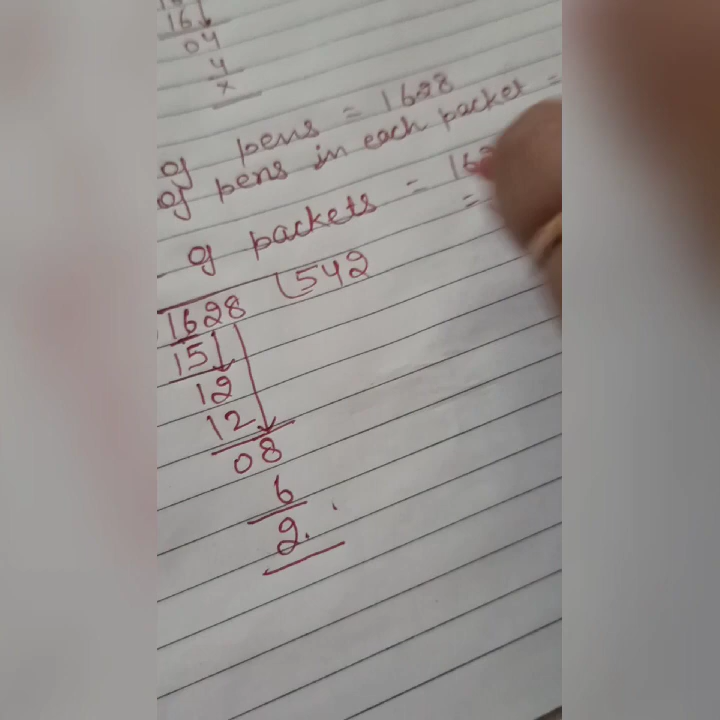 16
04
4
x
of pens = 1628
of pens in each packet =
of packets = 16
=
1628 542
15
12
12
08
6
2.